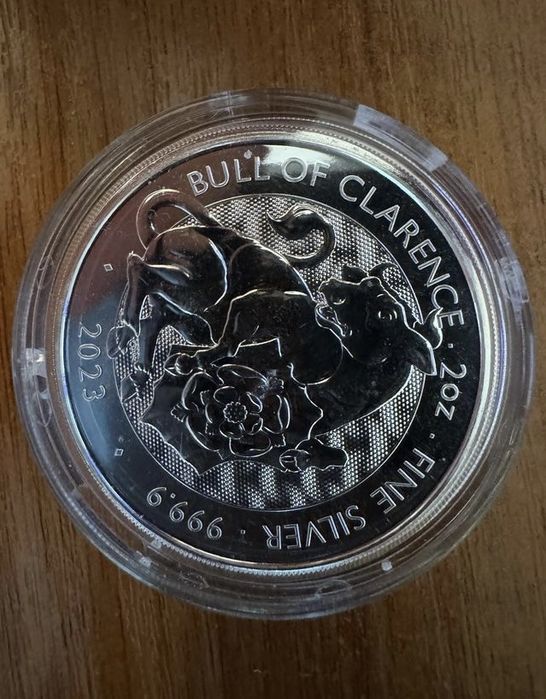 BULL OF CLARENCE · 2oz · FINE SILVER · 999.9
2023